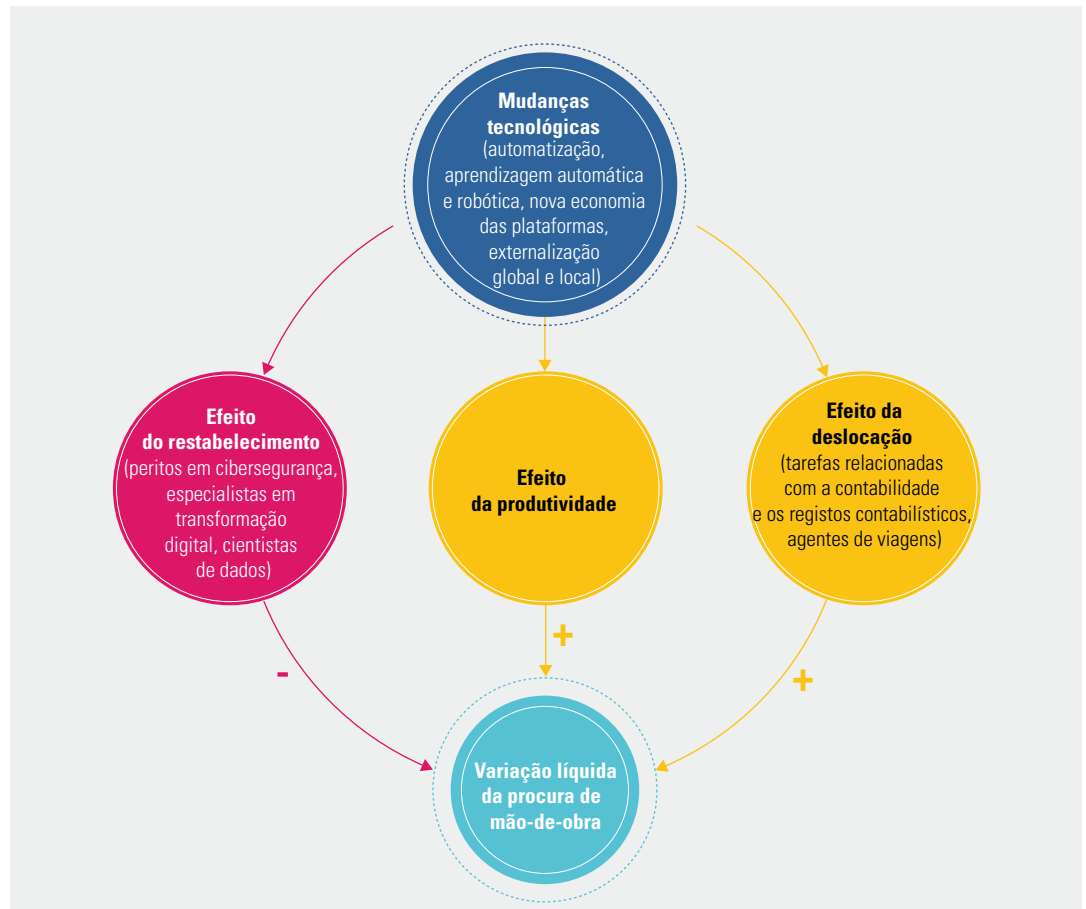 Mudanças
tecnológicas
(automatização,
aprendizagem automática
e robótica, nova economia
das plataformas,
externalização
global e local)
Efeito
do restabelecimento
(peritos em cibersegurança,
especialistas em
transformação
digital, cientistas
de dados)
Efeito
da produtividade
Efeito da
deslocação
(tarefas relacionadas
com a contabilidade
e os registos contabilísticos,
agentes de viagens)
-
+
+
Variação líquida
da procura de
mão-de-obra